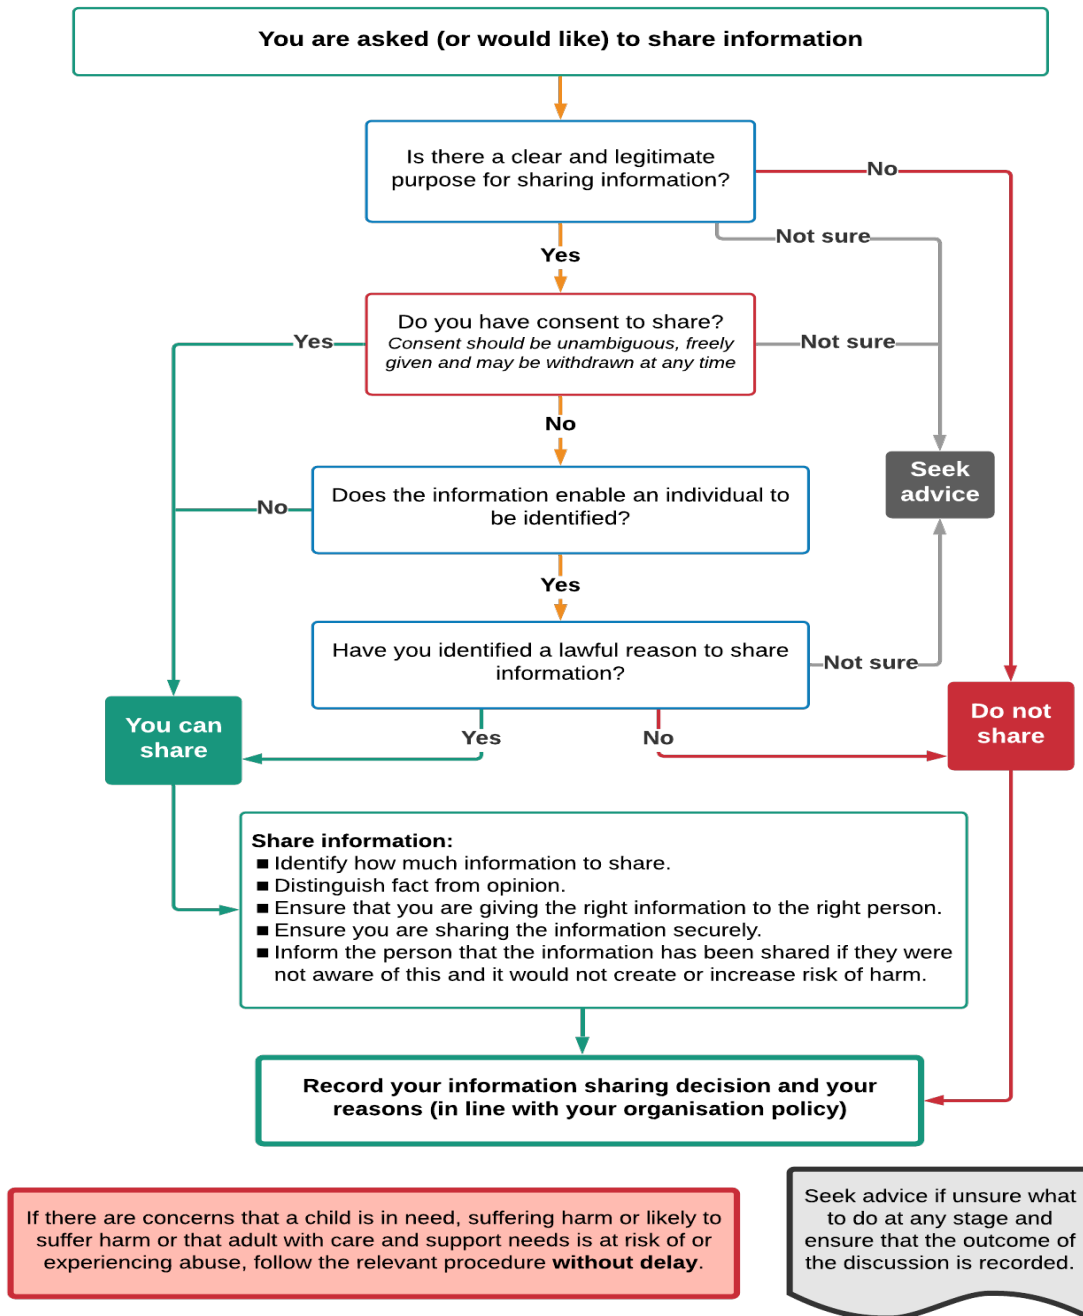 You are asked (or would like) to share information
Is there a clear and legitimate
purpose for sharing information?
No
Not sure
Yes
Do you have consent to share?
Consent should be unambiguous, freely
given and may be withdrawn at any time
Yes
Not sure
No
Seek
advice
Does the information enable an individual to
be identified?
No
Yes
Have you identified a lawful reason to share
information?
Not sure
You can
share
Yes
No
Do not
share
Share information:
■ Identify how much information to share.
■ Distinguish fact from opinion.
■ Ensure that you are giving the right information to the right person.
■ Ensure you are sharing the information securely.
■ Inform the person that the information has been shared if they were
not aware of this and it would not create or increase risk of harm.
Record your information sharing decision and your
reasons (in line with your organisation policy)
If there are concerns that a child is in need, suffering harm or likely to
suffer harm or that adult with care and support needs is at risk of or
experiencing abuse, follow the relevant procedure without delay.
Seek advice if unsure what
to do at any stage and
ensure that the outcome of
the discussion is recorded.